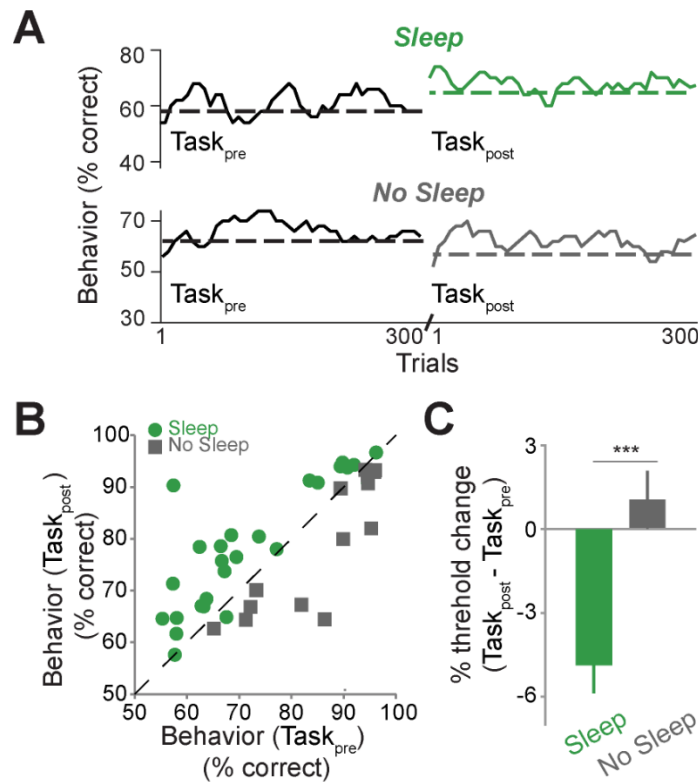 A
Sleep
Behavior (% correct)
80
60
40
Task pre
Task post
No Sleep
70
50
30
Task pre
Task post
1
300
1
300
Trials
B
Sleep
No Sleep
Behavior (Task post)
(% correct)
100
90
80
70
60
50
50
60
70
80
90
100
Behavior (Task pre)
(% correct)
C
% threhold change
(Task post - Task pre)
3
0
-3
-6
***
Sleep
No Sleep